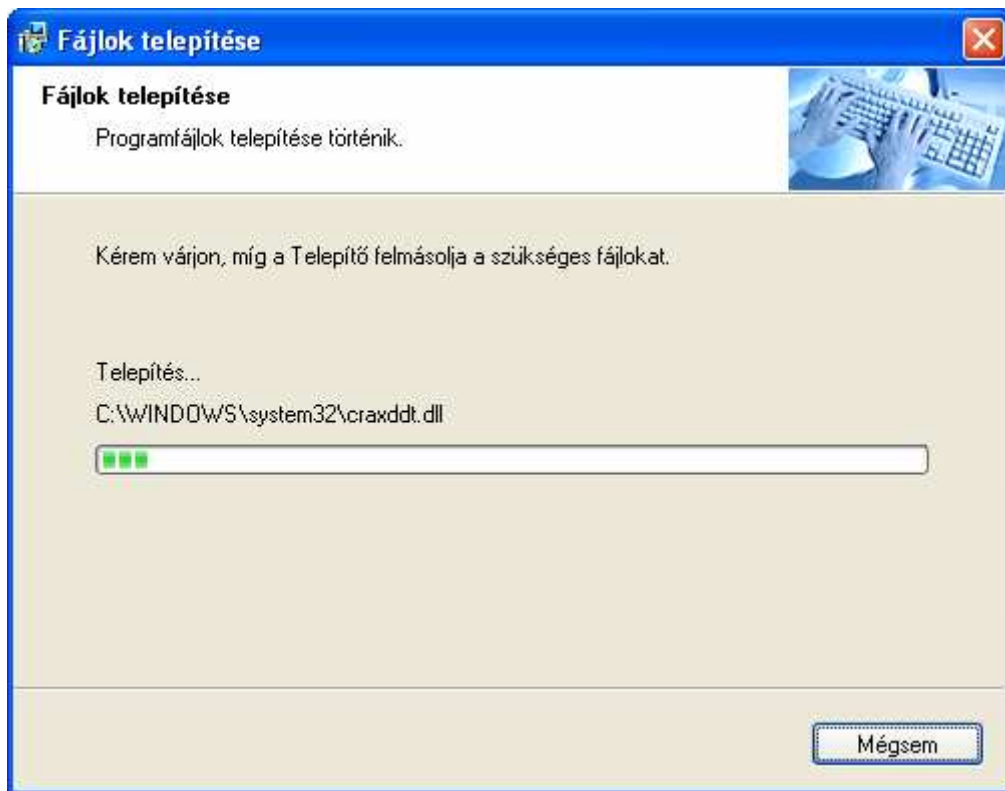 Fájlok telepítése
Fájlok telepítése
Programfájlok telepítése történik.
Kérem várjon, míg a Telepítő felmásolja a szükséges fájlokat.
Telepítés...
C:\WINDOWS\system32\craxddt.dll
Mégsem